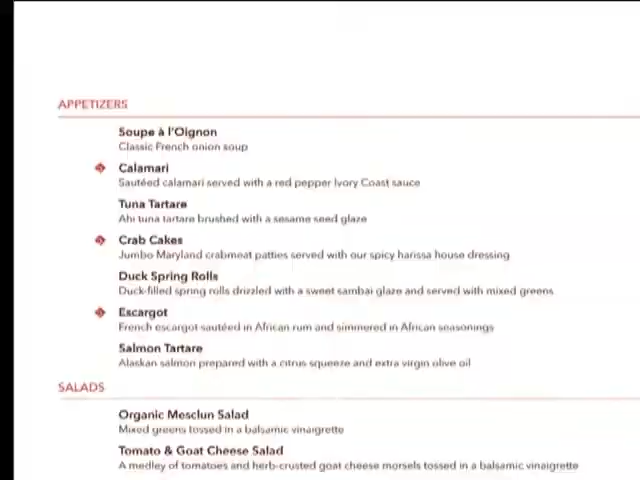 APPETIZERS
Soupe à l'Oignon
Classic French onion soup
Calamari
Sautéed calamari served with a red pepper Ivory Coast sauce
Tuna Tartare
Ahi tuna tartare brushed with a sesame seed glaze
Crab Cakes
Jumbo Maryland crabmeat patties served with our spicy harissa house dressing
Duck Spring Rolls
Duck-filled spring rolls drizzled with a sweet sambai glaze and served with mixed greens
Escargot
French escargot sautéed in African rum and simmered in African seasonings
Salmon Tartare
Alaskan salmon prepared with a citrus squeeze and extra virgin olive oil
SALADS
Organic Mesclun Salad
Mixed greens tossed in a balsamic vinaigrette
Tomato & Goat Cheese Salad
A medley of tomatoes and herb-crusted goat cheese morsels tossed in a balsamic vinaigrette